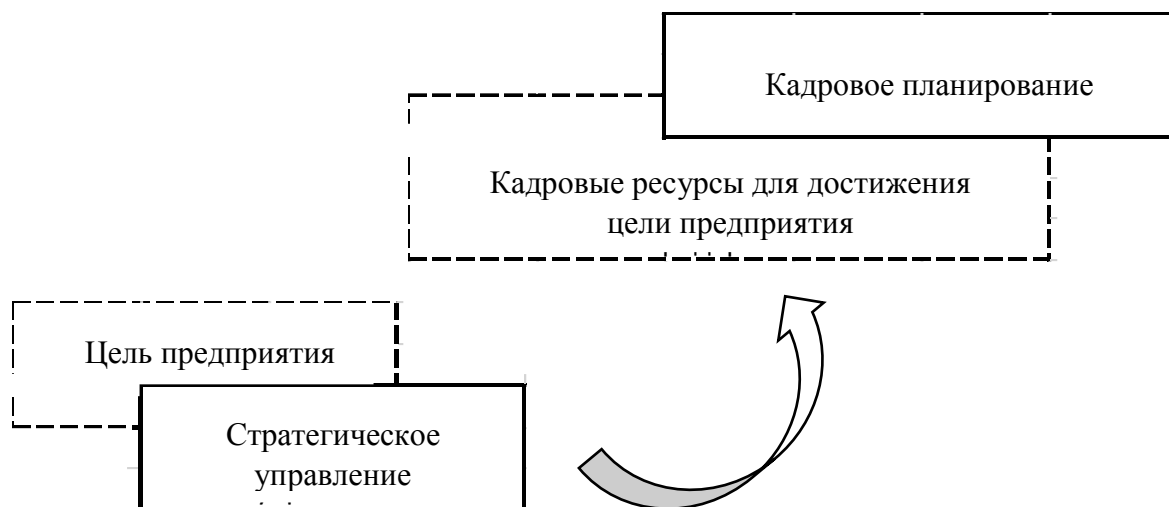 Кадровое планирование
Кадровые ресурсы для достижения
цели предприятия
Цель предприятия
Стратегическое
управление